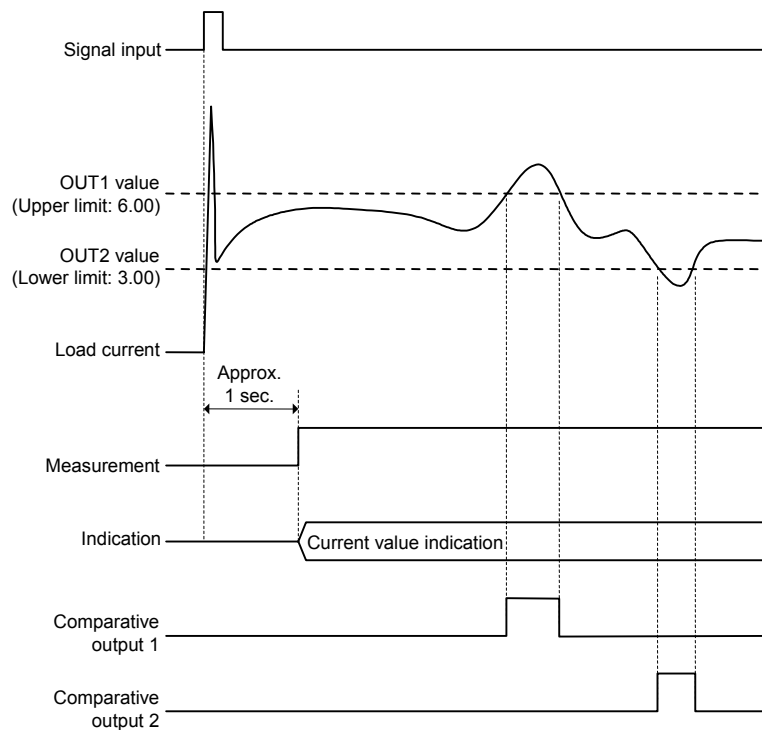 Signal input
OUT1 value
(Upper limit: 6.00)
OUT2 value
(Lower limit: 3.00)
Load current
Approx.
1 sec.
Measurement
Indication
Current value indication
Comparative
output 1
Comparative
output 2